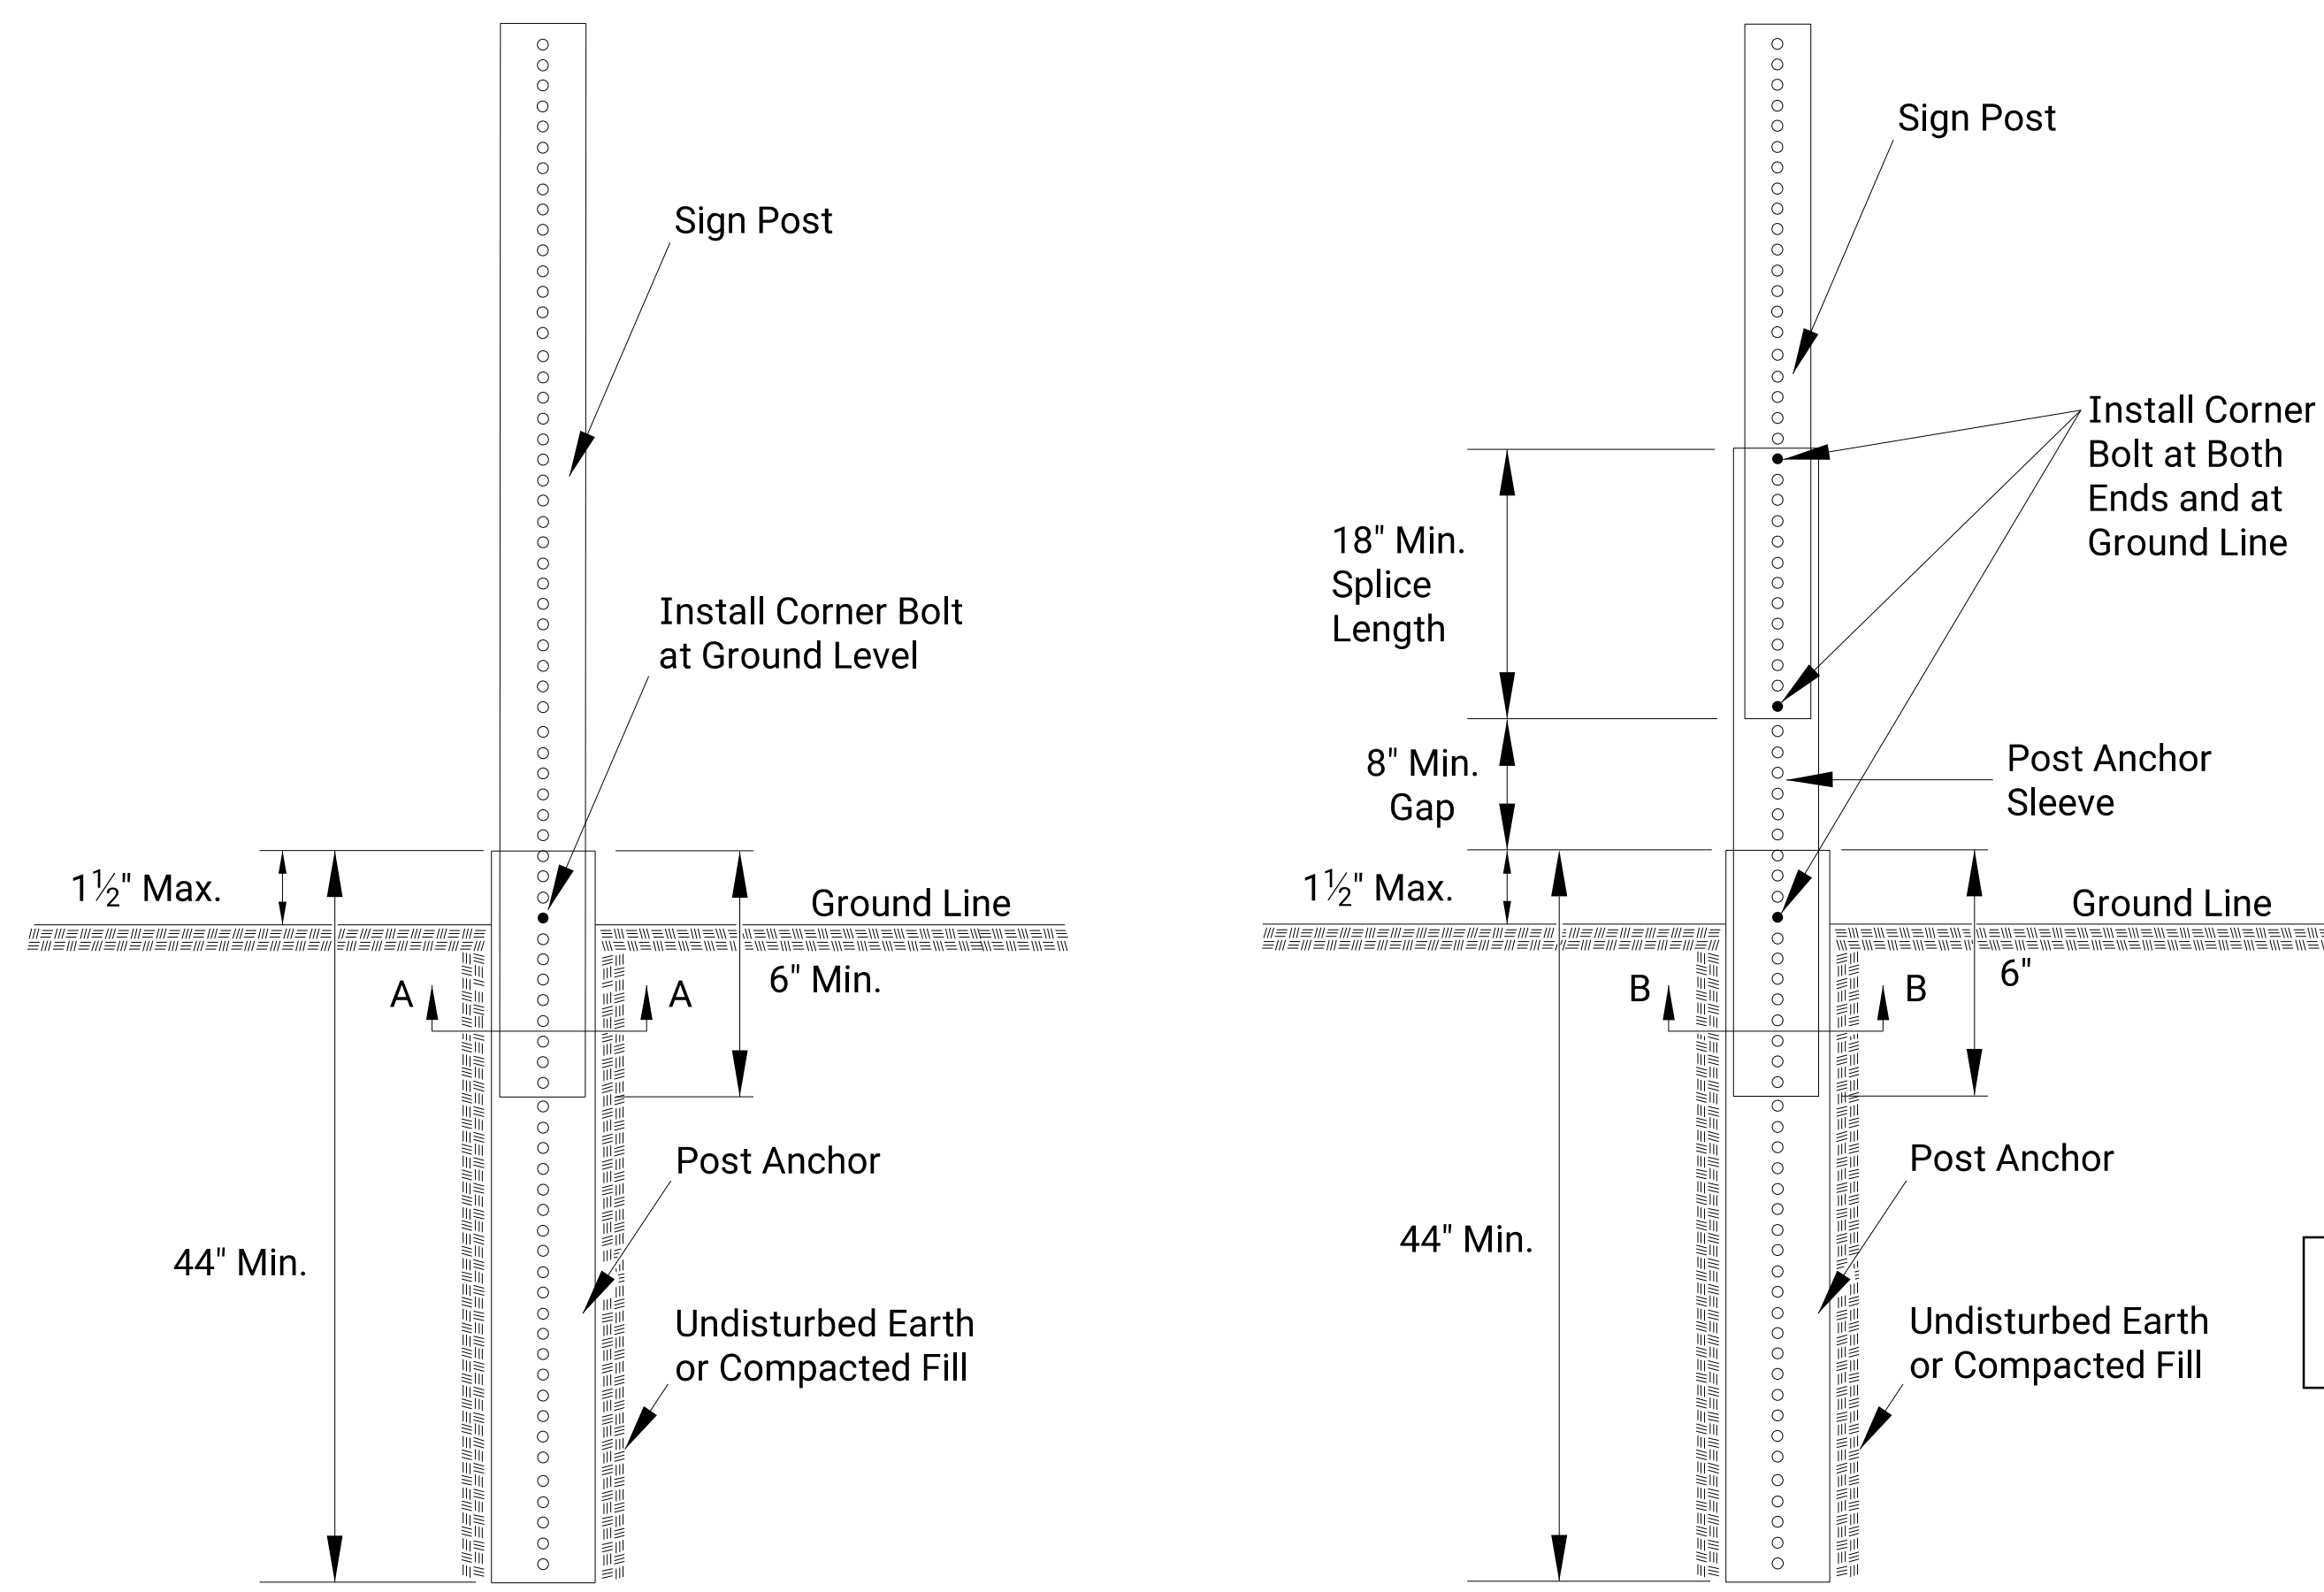 Sign Post
Install Corner Bolt
at Ground Level
1½" Max.
Ground Line
6" Min.
A
A
Post Anchor
44" Min.
Undisturbed Earth
or Compacted Fill
Sign Post
Install Corner
Bolt at Both
Ends and at
Ground Line
18" Min.
Splice
Length
8" Min.
Gap
Post Anchor
Sleeve
1½" Max.
Ground Line
6"
B
B
Post Anchor
44" Min.
Undisturbed Earth
or Compacted Fill